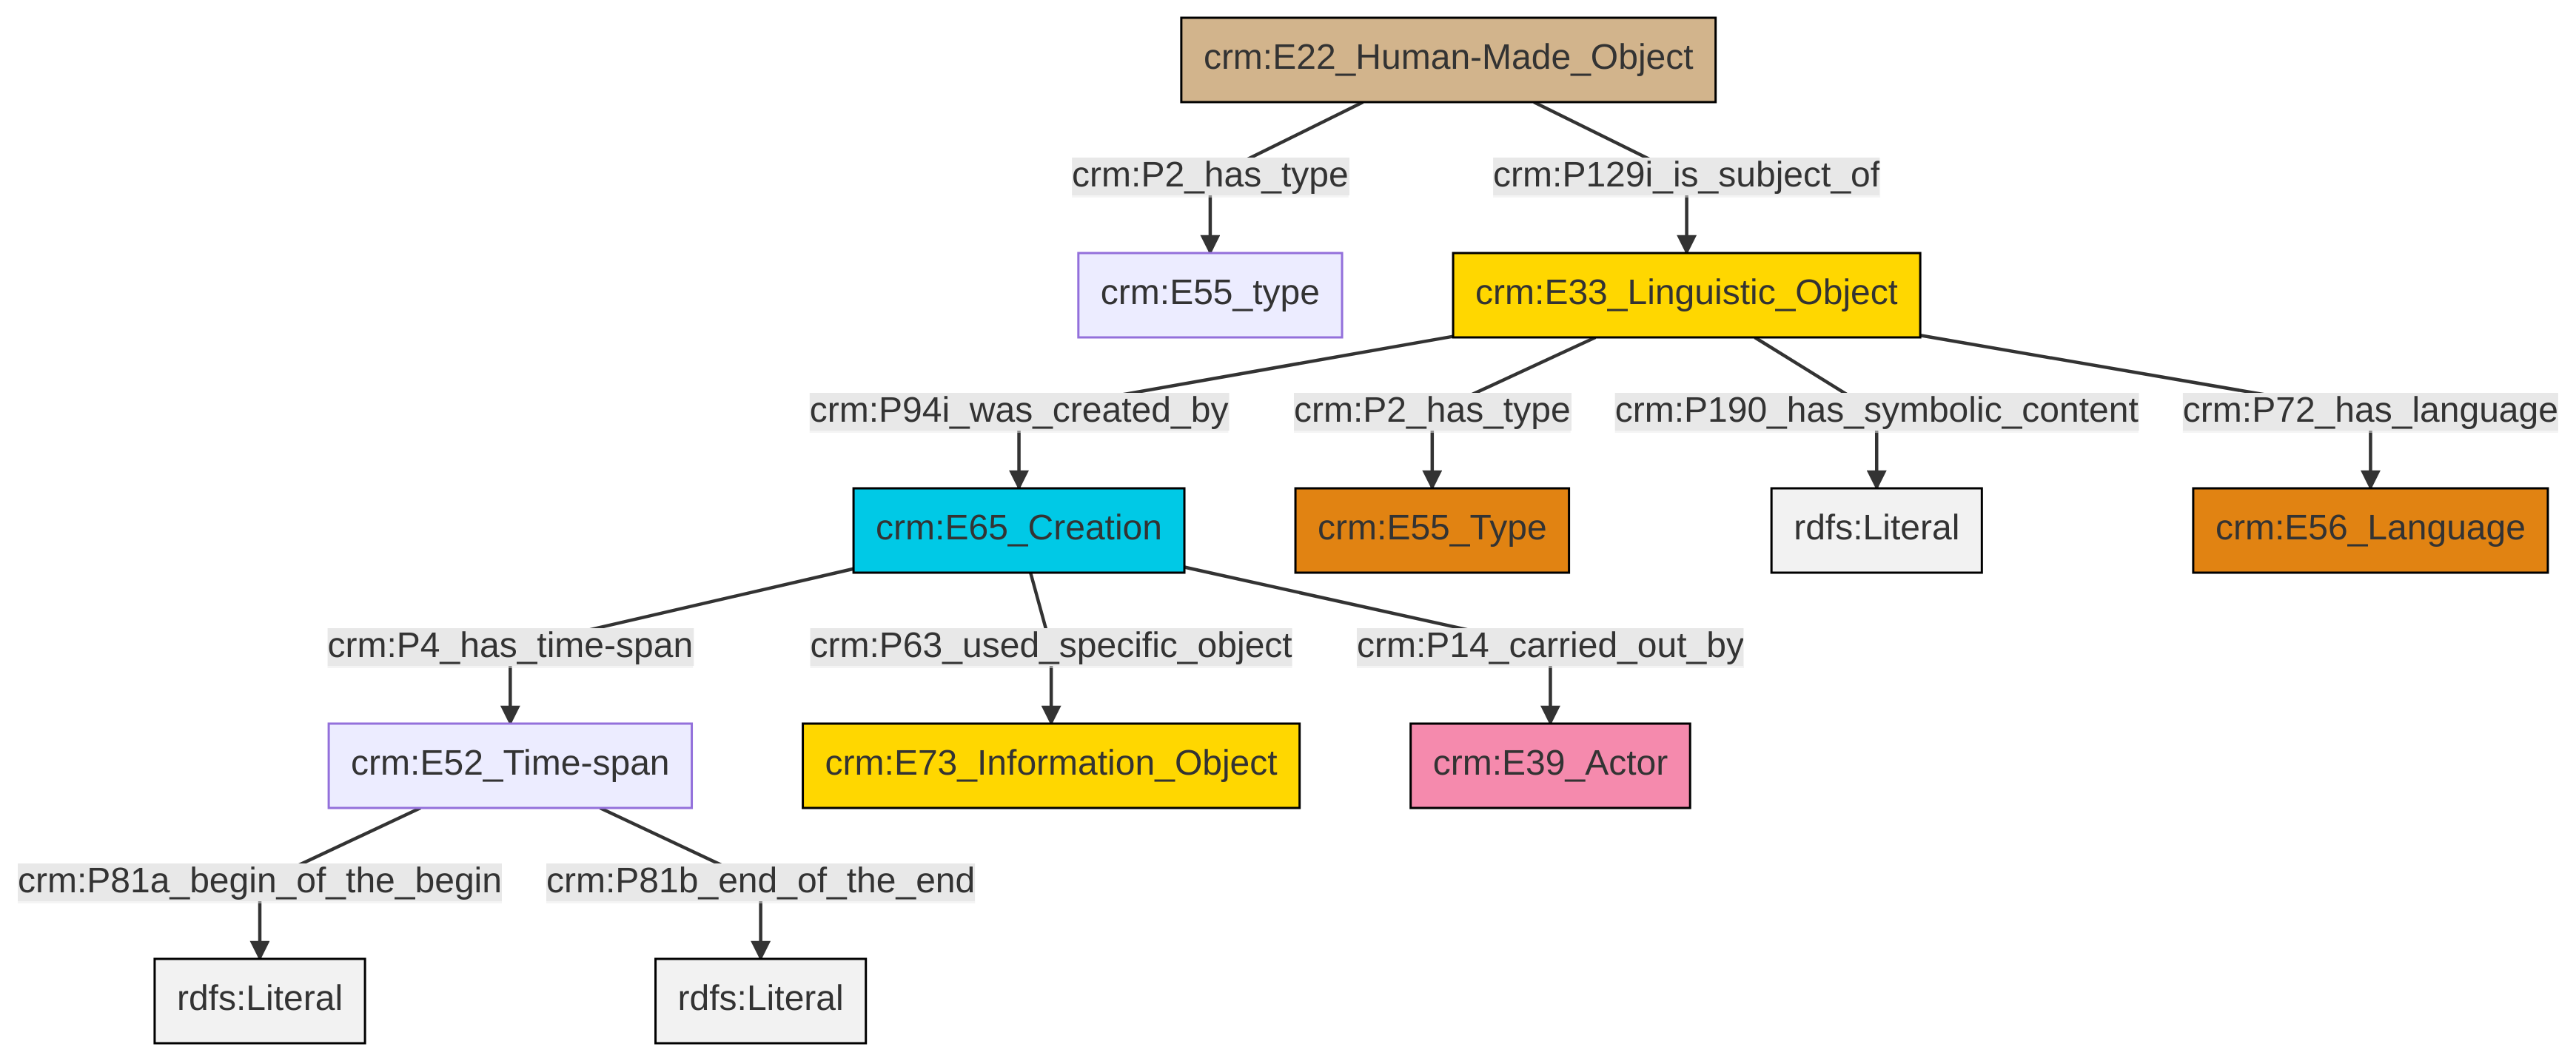 crm:E22_Human-Made_Object
crm:P2_has_type
crm:P129i_is_subject_of
crm:E55_type
crm:E33_Linguistic_Object
crm:P94i_was_created_by
crm:P2_has_type
crm:P190_has_symbolic_content
crm:P72_has_language
crm:E65_Creation
crm:E55_Type
rdfs:Literal
crm:E56_Language
crm:P4_has_time-span
crm:P63_used_specific_object
crm:P14_carried_out_by
crm:E52_Time-span
crm:E73_Information_Object
crm:E39_Actor
crm:P81a_begin_of_the_begin
crm:P81b_end_of_the_end
rdfs:Literal
rdfs:Literal